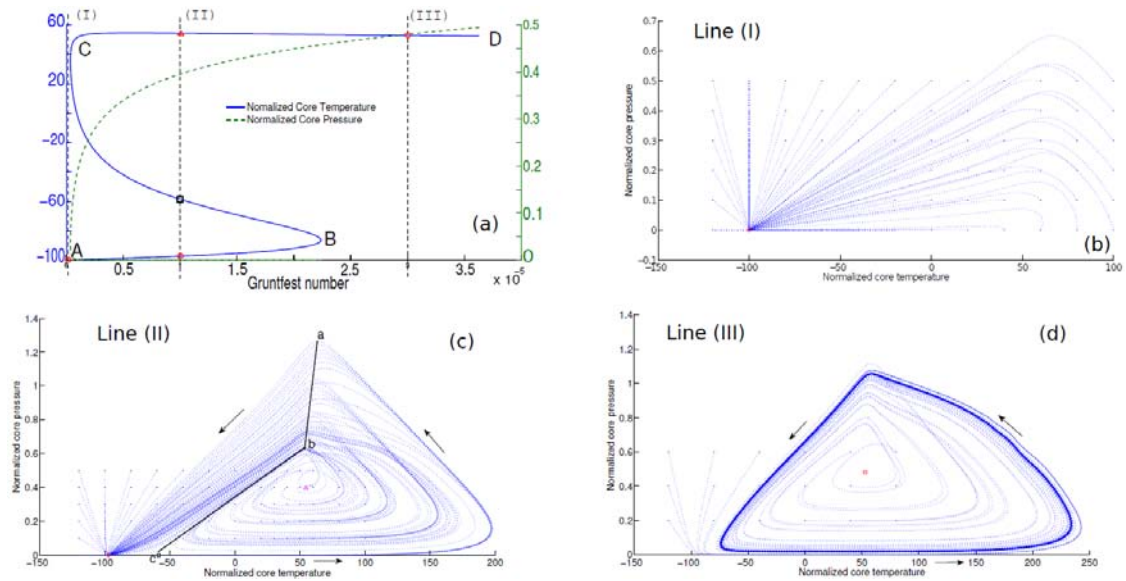 60
(I)
(II)
(III)
0.5
C
D
20
0.4
0.3
-20
Normalized Core Temperature
Normalized Core Pressure
0.2
-60
0.1
(a)
B
A
-100
0
0.5
1
1.5
2
2.5
3
3.5
x 10
-5
Gruntfest number
Line (I)
0.7
0.6
0.5
0.4
0.3
0.2
0.1
0
-0.1
Normalized core pressure
-150
-100
-50
0
50
100
Normalized core temperature
(b)
Line (II)
(c)
1.4
1.2
1
0.8
0.6
0.4
0.2
0
Normalized core pressure
a
b
c
-150
-100
-50
0
50
100
150
200
Normalized core temperature
Line (III)
(d)
1.4
1.2
1
0.8
0.6
0.4
0.2
0
Normalized core pressure
-150
-100
-50
0
50
100
150
200
250
Normalized core temperature